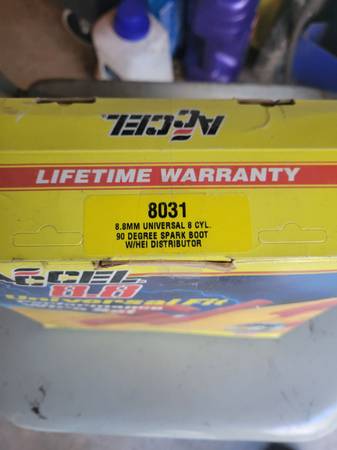 ACCEL
LIFETIME WARRANTY
8031
8.8MM UNIVERSAL 8 CYL.
90 DEGREE SPARK BOOT
W/HEI DISTRIBUTOR
CCEL
8.8
Universal Fit